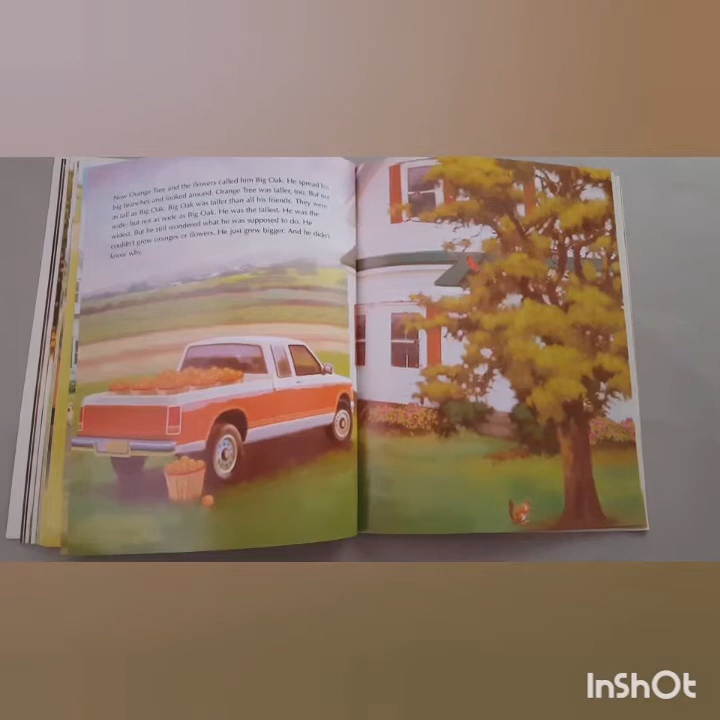 Now Orange Tree and the flowers called him Big Oak. He spread his
big branches and looked around. Orange Tree was taller, too. But not
as tall as Big Oak. Big Oak was taller than all his friends. They were
wide, but not as wide as Big Oak. He was the tallest. He was the
widest. But he still wondered what he was supposed to do. He
couldn't grow oranges or flowers. He just grew bigger. And he didn't
know why.
InShOt